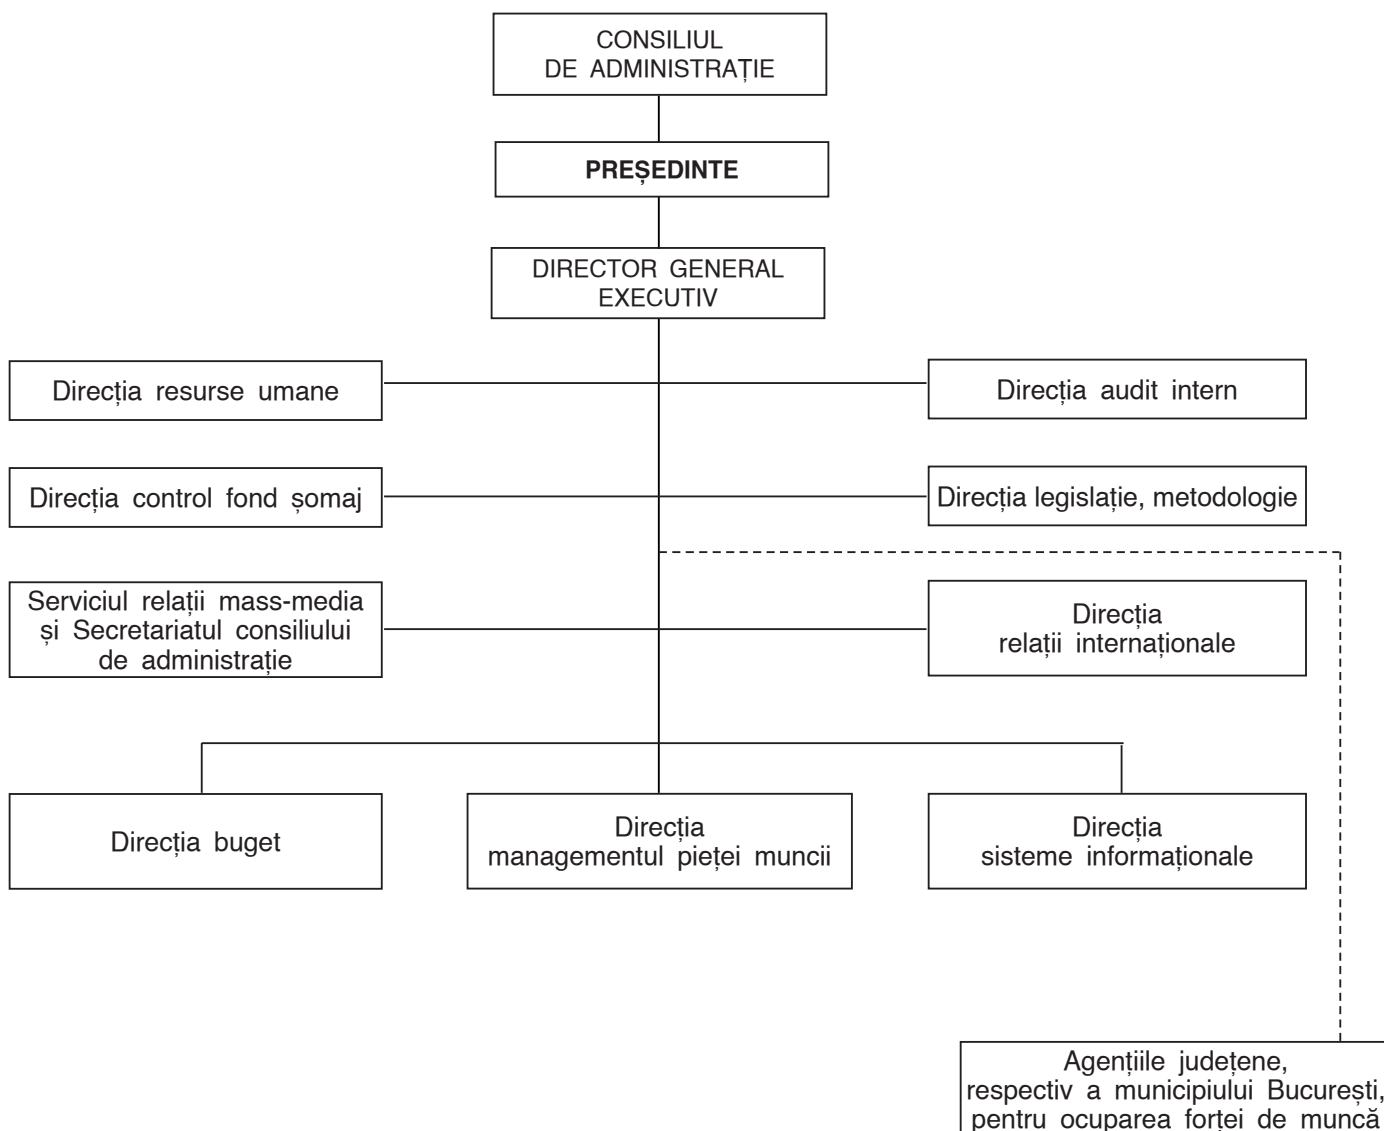 CONSILIUL
DE ADMINISTRAȚIE
PREȘEDINTE
DIRECTOR GENERAL
EXECUTIV
Direcția resurse umane
Direcția audit intern
Direcția control fond șomaj
Direcția legislație, metodologie
Serviciul relații mass-media
și Secretariatul consiliului
de administrație
Direcția
relații internaționale
Direcția buget
Direcția
managementul pieței muncii
Direcția
sisteme informaționale
Agențiile județene,
respectiv a municipiului București,
pentru ocuparea forței de muncă